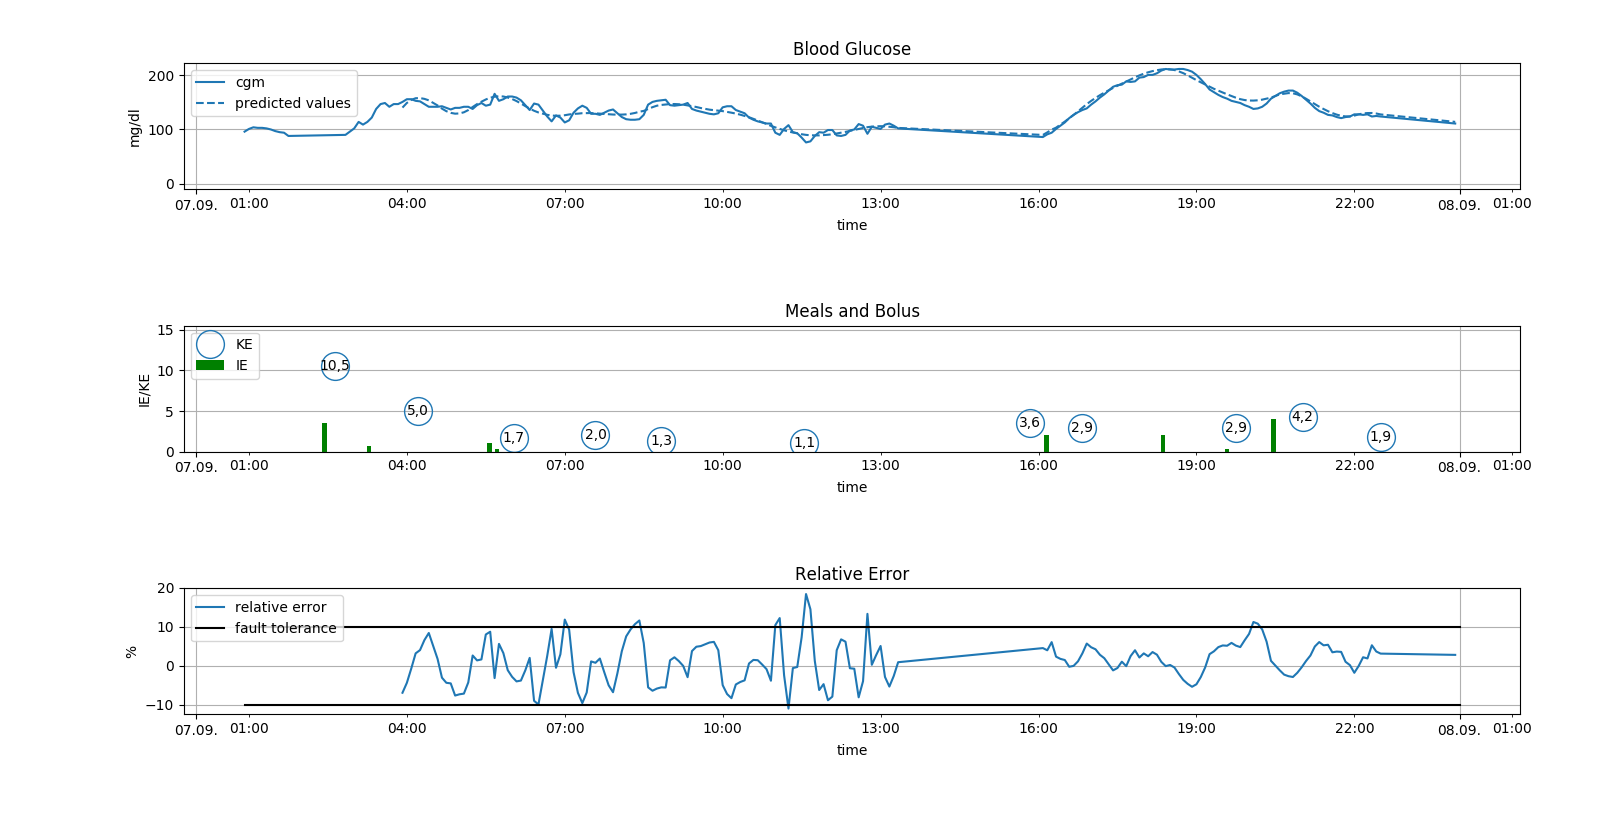 Blood Glucose
mg/dl
200
100
0
cgm
predicted values
07.09. 01:00 04:00 07:00 10:00 13:00 16:00 19:00 22:00 08.09. 01:00
time
Meals and Bolus
IE/KE
15
10
5
0
KE
IE
10,5
5,0
1,7
2,0
1,3
1,1
3,6
2,9
2,9
4,2
1,9
07.09. 01:00 04:00 07:00 10:00 13:00 16:00 19:00 22:00 08.09. 01:00
time
Relative Error
%
20
10
0
−10
relative error
fault tolerance
07.09. 01:00 04:00 07:00 10:00 13:00 16:00 19:00 22:00 08.09. 01:00
time